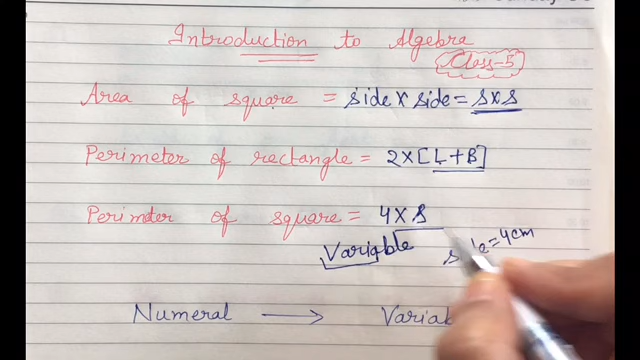 Introduction to Algebra
Class-5
Area of square = side × side = s×s
Perimeter of rectangle = 2×[L+B]
Perimeter of square = 4×s
Variable
= 4cm
Numeral →